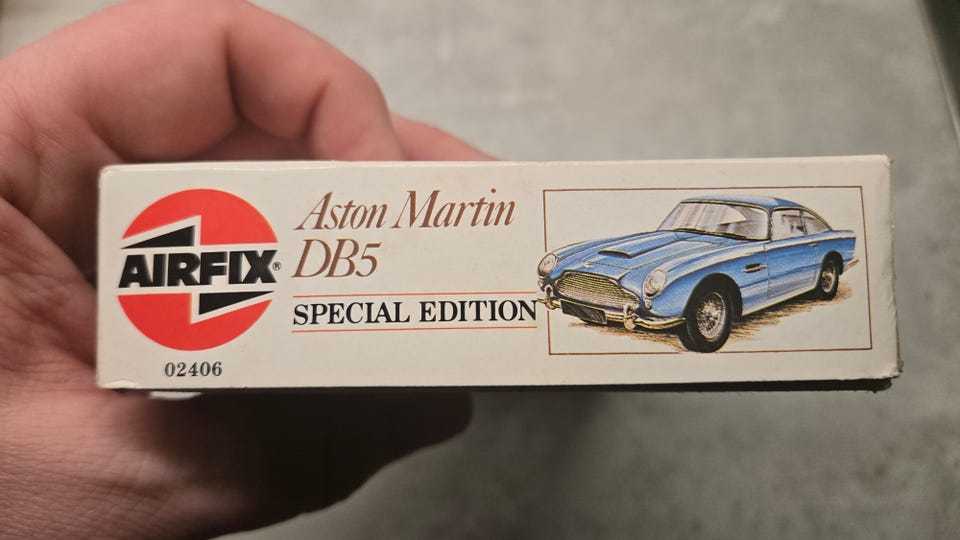 AIRFIX®
02406
Aston Martin
DB5
SPECIAL EDITION